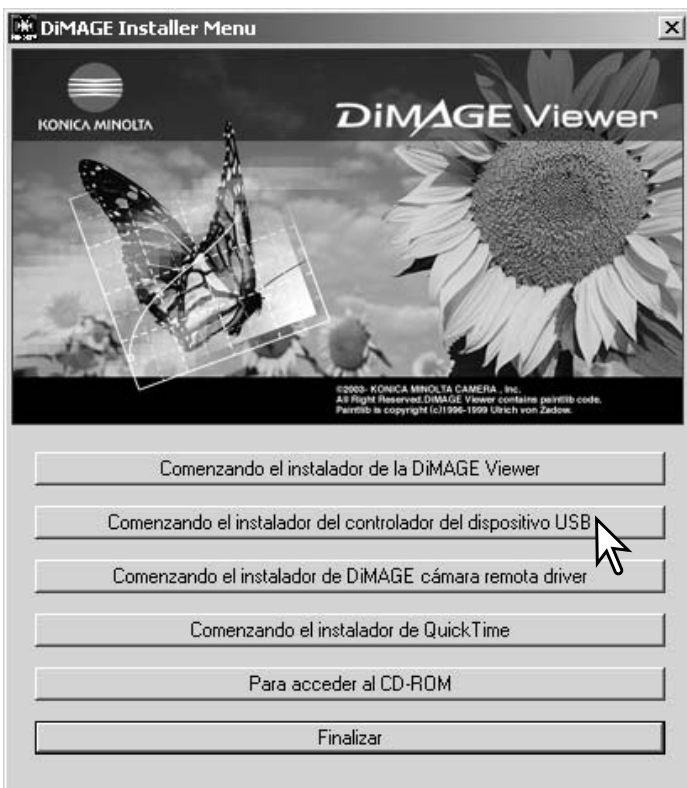 DiMAGE Installer Menu
KONICA MINOLTA
DiMAGE Viewer
©2003- KONICA MINOLTA CAMERA , Inc.
All Right Reserved.DiMAGE Viewer contains paintlib code.
Paintlib is copyright (c)1996-1999 Ulrich von Zadow.
Comenzando el instalador de la DiMAGE Viewer
Comenzando el instalador del controlador del dispositivo USB
Comenzando el instalador de DiMAGE cámara remota driver
Comenzando el instalador de QuickTime
Para acceder al CD-ROM
Finalizar